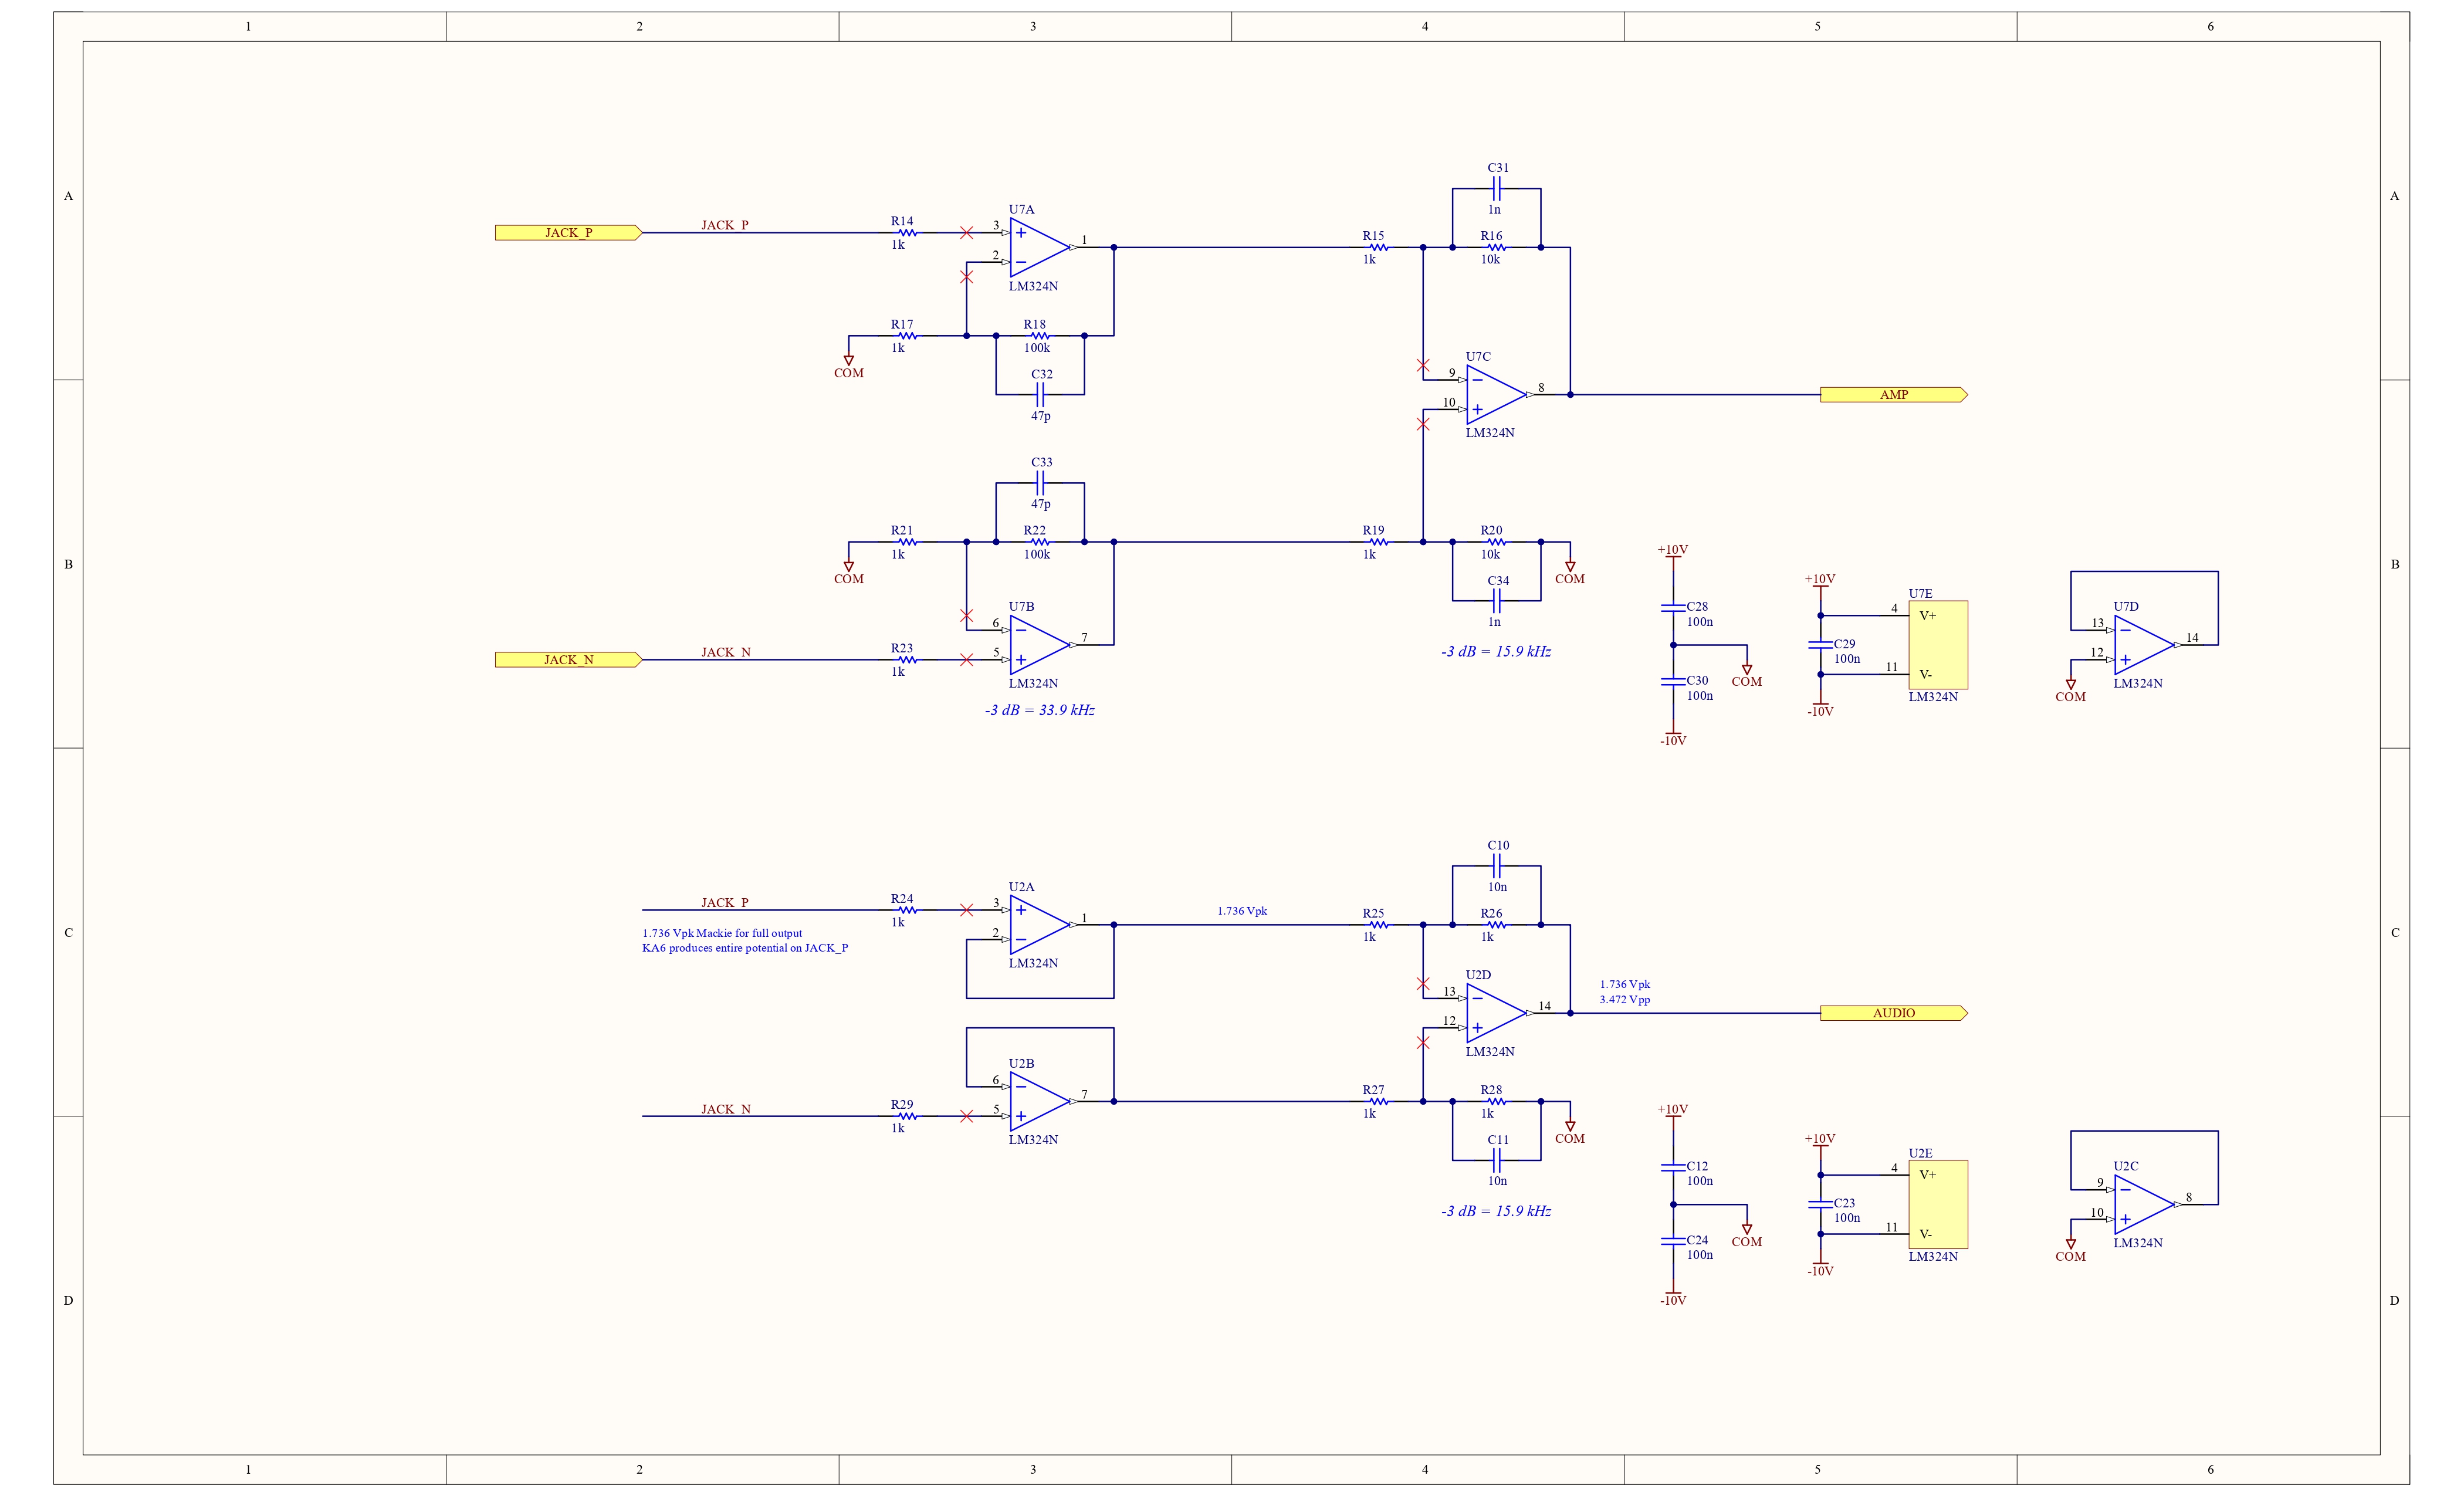 1 2 3 4 5 6
A A
C31
1n
JACK_P
JACK_P
R14
1k
U7A
3
2
1
LM324N
R15
1k
R16
10k
R17
1k
COM
R18
100k
C32
47p
U7C
9
10
8
LM324N
AMP
B B
C33
47p
R21
1k
COM
R22
100k
R19
1k
R20
10k
COM
C34
1n
-3 dB = 15.9 kHz
U7B
6
5
7
LM324N
JACK_N
JACK_N
R23
1k
-3 dB = 33.9 kHz
+10V
C28
100n
COM
C30
100n
-10V
+10V
C29
100n
-10V
U7E
4 V+
11 V-
LM324N
U7D
13
12
14
LM324N
COM
C C
JACK_P
1.736 Vpk Mackie for full output
KA6 produces entire potential on JACK_P
R24
1k
U2A
3
2
1
LM324N
1.736 Vpk
R25
1k
C10
10n
R26
1k
U2D
13
12
14
LM324N
1.736 Vpk
3.472 Vpp
AUDIO
JACK_N
R29
1k
U2B
6
5
7
LM324N
R27
1k
R28
1k
COM
C11
10n
-3 dB = 15.9 kHz
+10V
C12
100n
COM
C24
100n
-10V
+10V
C23
100n
-10V
U2E
4 V+
11 V-
LM324N
U2C
9
10
8
LM324N
COM
D D
1 2 3 4 5 6